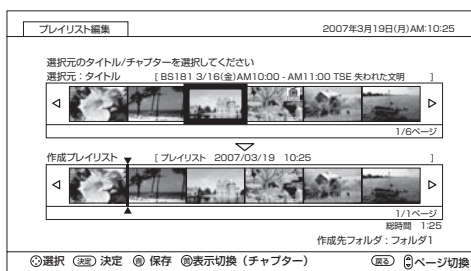 プレイリスト編集
2007年3月19日(月)AM:10:25
選択元のタイトル/チャプターを選択してください
選択元：タイトル [ BS181 3/16(金)AM10:00 - AM11:00 TSE 失われた文明 ]
1/6ページ
作成プレイリスト [ プレイリスト 2007/03/19 10:25 ]
1/1ページ
総時間 1:25
作成先フォルダ：フォルダ1
選択 決定 決定 青 保存 表示切換（チャプター） 戻る ページ切換